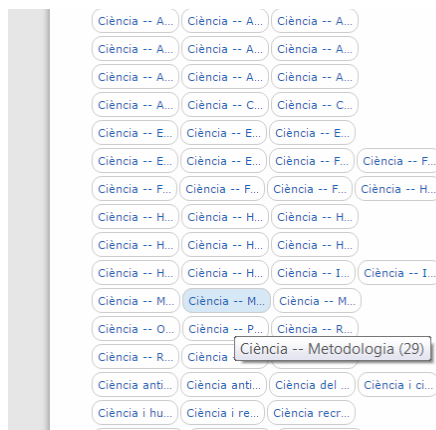 Ciència -- A... Ciència -- A... Ciència -- A...
Ciència -- A... Ciència -- A... Ciència -- A...
Ciència -- A... Ciència -- A... Ciència -- A...
Ciència -- A... Ciència -- C... Ciència -- C...
Ciència -- E... Ciència -- E... Ciència -- E...
Ciència -- E... Ciència -- E... Ciència -- F... Ciència -- F...
Ciència -- F... Ciència -- F... Ciència -- F... Ciència -- H...
Ciència -- H... Ciència -- H... Ciència -- H...
Ciència -- H... Ciència -- H... Ciència -- H...
Ciència -- H... Ciència -- H... Ciència -- I... Ciència -- I...
Ciència -- M... Ciència -- M... Ciència -- M...
Ciència -- O... Ciència -- P... Ciència -- R...
Ciència -- R... Ciència
Ciència -- Metodologia (29)
Ciència anti... Ciència anti... Ciència del ... Ciència i ci...
Ciència i hu... Ciència i re... Ciència recr...